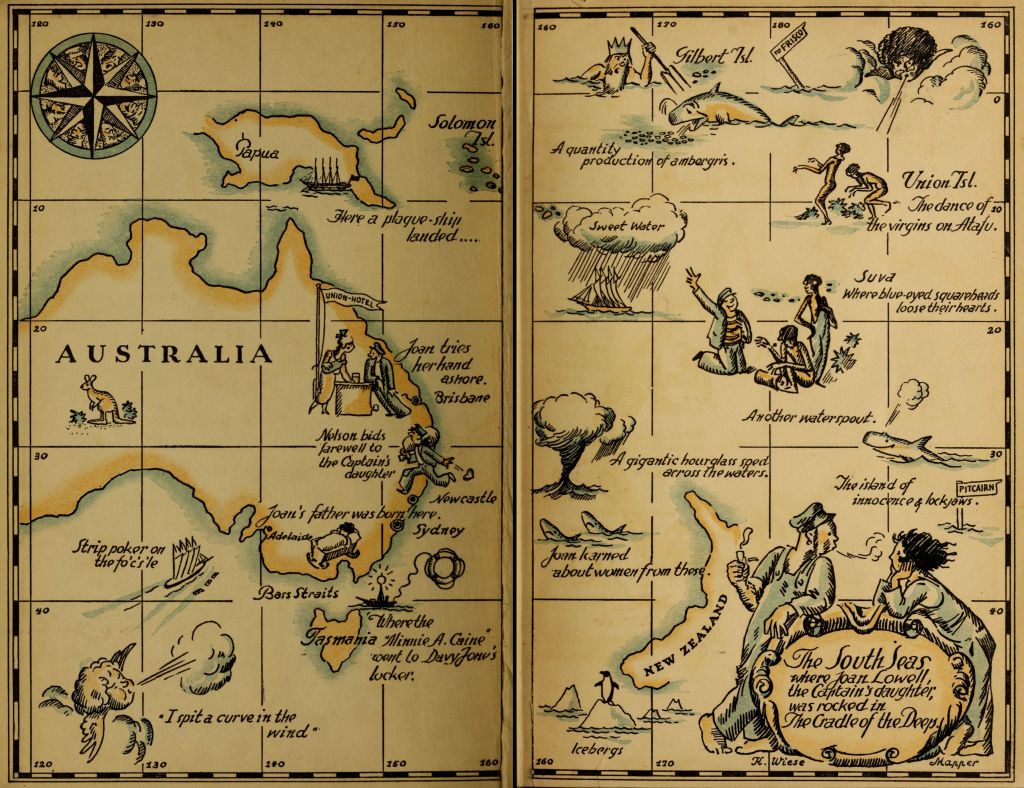 120
130
140
150
160
Papua
Solomon
Isl.
10
Here a plague-ship
landed....
UNION-HOTEL
20
AUSTRALIA
Joan tries
her hand
ashore.
Brisbane
Nelson bids
farewell to
the Captain's
daughter
30
Newcastle
Joan's father was born here.
Sydney
Adelaide
Strip poker on
the fo'c'sle
Bass Straits
40
Where the
Tasmania "Minnie A. Caine"
went to Davy Jone's
locker.
"I spit a curve in the
wind"
120
130
140
150
160
160
170
180
160
Gilbert Isl.
TO FRISCO
0
A quantity
production of ambergris.
Union Isl.
10
The dance of
the virgins on Atafu.
Sweet Water
Suva
Where blue-eyed squareheads
loose their hearts.
20
Another waterspout.
A gigantic hourglass sped
across the waters.
30
The island of
innocence & lockjaws.
PITCAIRN
Joan learned
about women from these.
40
NEW ZEALAND
The South Seas
where Joan Lowell,
the Captain's daughter,
was rocked in
The Cradle of the Deep.
Icebergs
160
170
K. Wiese
Mapper
160